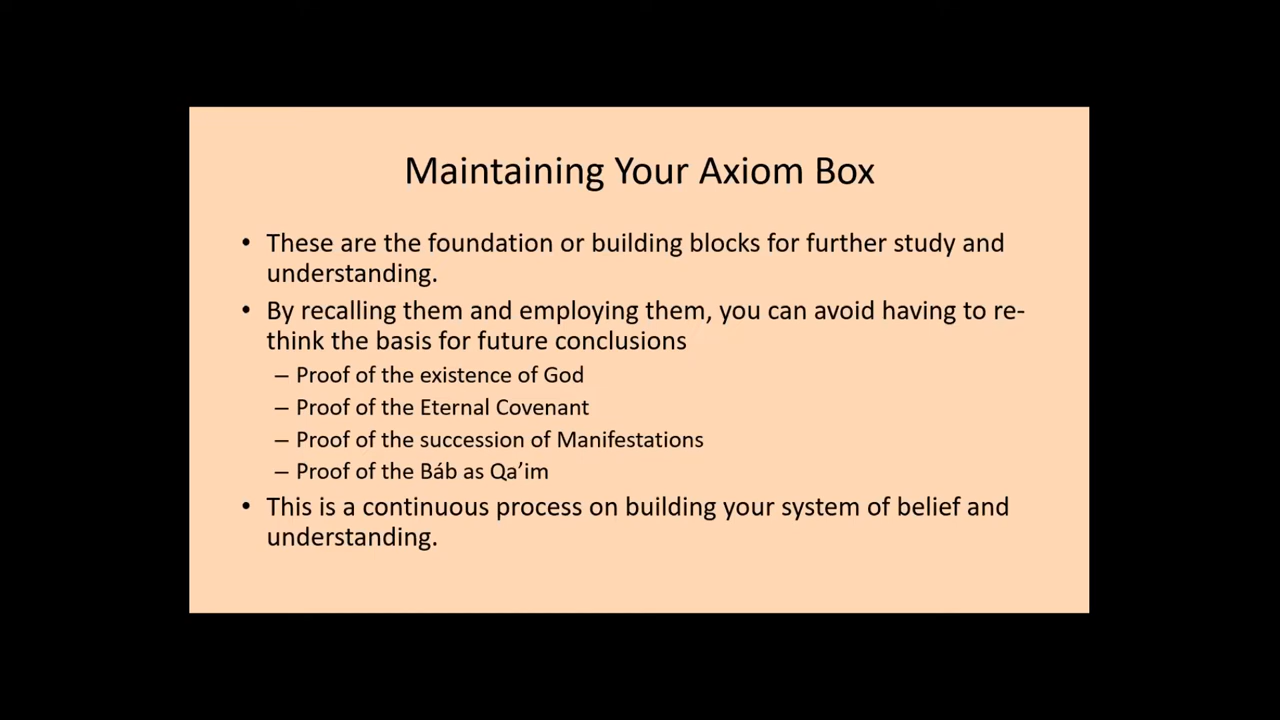 Maintaining Your Axiom Box
• These are the foundation or building blocks for further study and
understanding.
• By recalling them and employing them, you can avoid having to re-
think the basis for future conclusions
– Proof of the existence of God
– Proof of the Eternal Covenant
– Proof of the succession of Manifestations
– Proof of the Báb as Qa’im
• This is a continuous process on building your system of belief and
understanding.